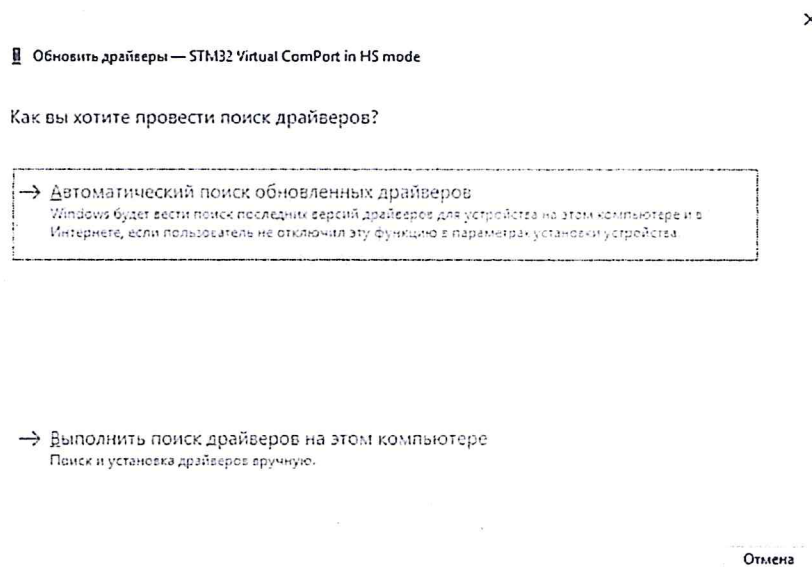 Обновить драйверы — STM32 Virtual ComPort in HS mode
Как вы хотите провести поиск драйверов?
→ Автоматический поиск обновленных драйверов
Windows будет вести поиск последних версий драйверов для устройства на этом компьютере и в
Интернете, если пользователь не отключил эту функцию в параметрах установки устройства.
→ Выполнить поиск драйверов на этом компьютере
Поиск и установка драйверов вручную.
Отмена